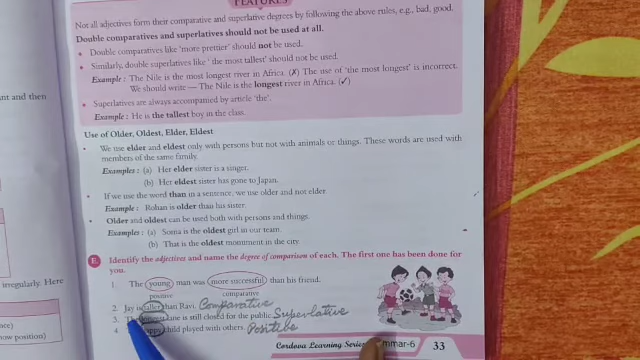 FEATURES
Not all adjectives form their comparative and superlative degrees by following the above rules, e.g., bad, good.
Double comparatives and superlatives should not be used at all.
• Double comparatives like 'more prettier' should not be used.
• Similarly, double superlatives like ' the most tallest' should not be used.
Example : The Nile is the most longest river in Africa. (✗) The use of 'the most longest' is incorrect.
We should write — The Nile is the longest river in Africa. (✓)
• Superlatives are always accompanied by article 'the'.
Example : He is the tallest boy in the class.
ant and then
Use of Older, Oldest, Elder, Eldest
• We use elder and eldest only with persons but not with animals or things. These words are used with
members of the same family.
Examples : (a) Her elder sister is a singer.
(b) Her eldest sister has gone to Japan.
• If we use the word than in a sentence, we use older and not elder.
Example : Rohan is older than his sister.
• Older and oldest can be used both with persons and things.
Examples : (a) Soma is the oldest girl in our team.
(b) That is the oldest monument in the city.
E. Identify the adjectives and name the degree of comparison of each. The first one has been done for
you.
irregularly. Here
1. The young man was more successful than his friend.
positive comparative
2. Jay is taller than Ravi. Comparative
3. The lane is still closed for the public Superlative
4. child played with others. Positibe
nce)
ow position)
Cordova Learning Series mmar-6 33